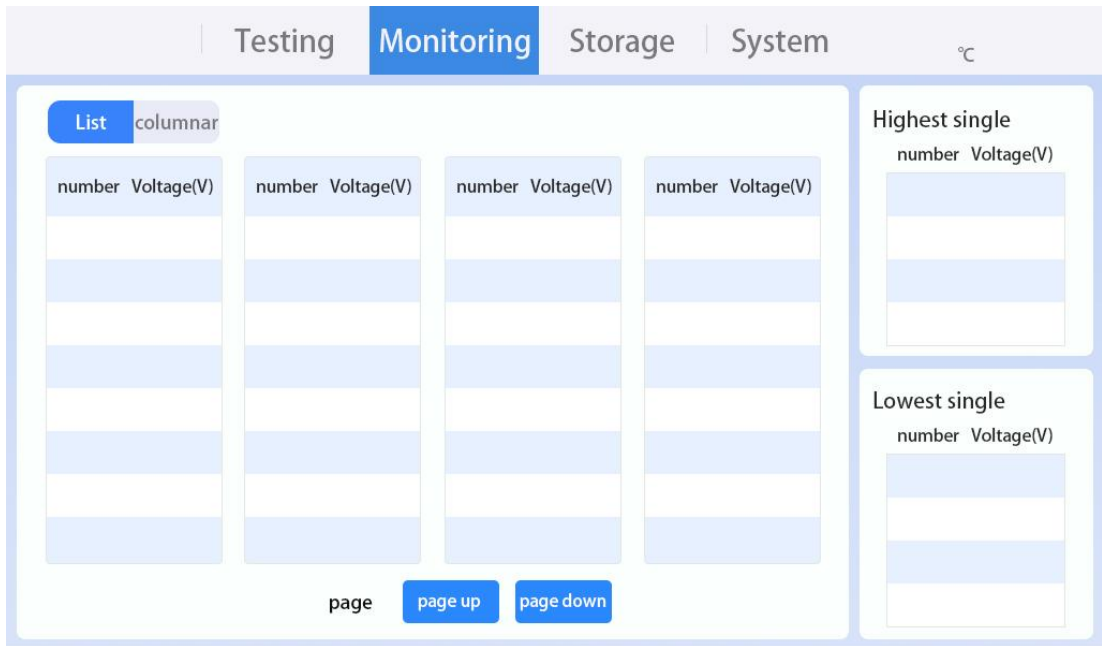 Testing Monitoring Storage System ℃
List columnar
number Voltage(V) number Voltage(V) number Voltage(V) number Voltage(V)
page page up page down
Highest single
number Voltage(V)
Lowest single
number Voltage(V)